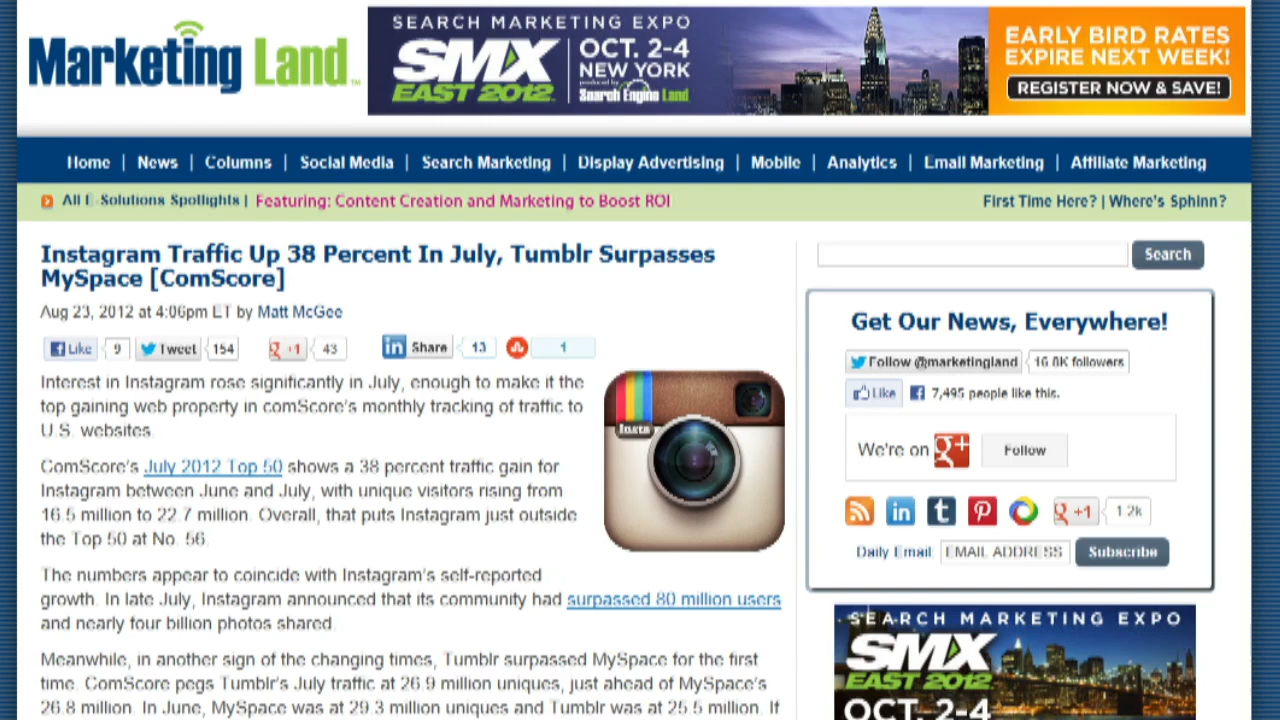 Marketing Land™
SEARCH MARKETING EXPO
SMX
EAST 2012
OCT. 2-4
NEW YORK
produced by
Search Engine Land
EARLY BIRD RATES
EXPIRE NEXT WEEK!
REGISTER NOW & SAVE!
Home | News | Columns | Social Media | Search Marketing | Display Advertising | Mobile | Analytics | Email Marketing | Affiliate Marketing
All E-Solutions Spotlights | Featuring: Content Creation and Marketing to Boost ROI
First Time Here? | Where's Sphinn?
Instagram Traffic Up 38 Percent In July, Tumblr Surpasses
MySpace [ComScore]
Aug 23, 2012 at 4:06pm ET by Matt McGee
Like 9 Tweet 154 +1 43 Share 13 1
Interest in Instagram rose significantly in July, enough to make it the
top gaining web property in comScore's monthly tracking of traffic to
U.S. websites.
ComScore's July 2012 Top 50 shows a 38 percent traffic gain for
Instagram between June and July, with unique visitors rising from
16.5 million to 22.7 million. Overall, that puts Instagram just outside
the Top 50 at No. 56.
Insta
The numbers appear to coincide with Instagram's self-reported
growth. In late July, Instagram announced that its community had surpassed 80 million users
and nearly four billion photos shared.
Meanwhile, in another sign of the changing times, Tumblr surpassed MySpace for the first
time. ComScore pegs Tumblr's July traffic at 26.9 million uniques, just ahead of MySpace's
26.8 million. In June, MySpace was at 29.3 million uniques and Tumblr was at 25.5 million. If
Search
Get Our News, Everywhere!
Follow @marketingland 16.8K followers
Like 7,495 people like this.
We're on g+ Follow
in t +1 1.2k
Daily Email: EMAIL ADDRESS Subscribe
SEARCH MARKETING EXPO
SMX
EAST 2012
OCT. 2-4